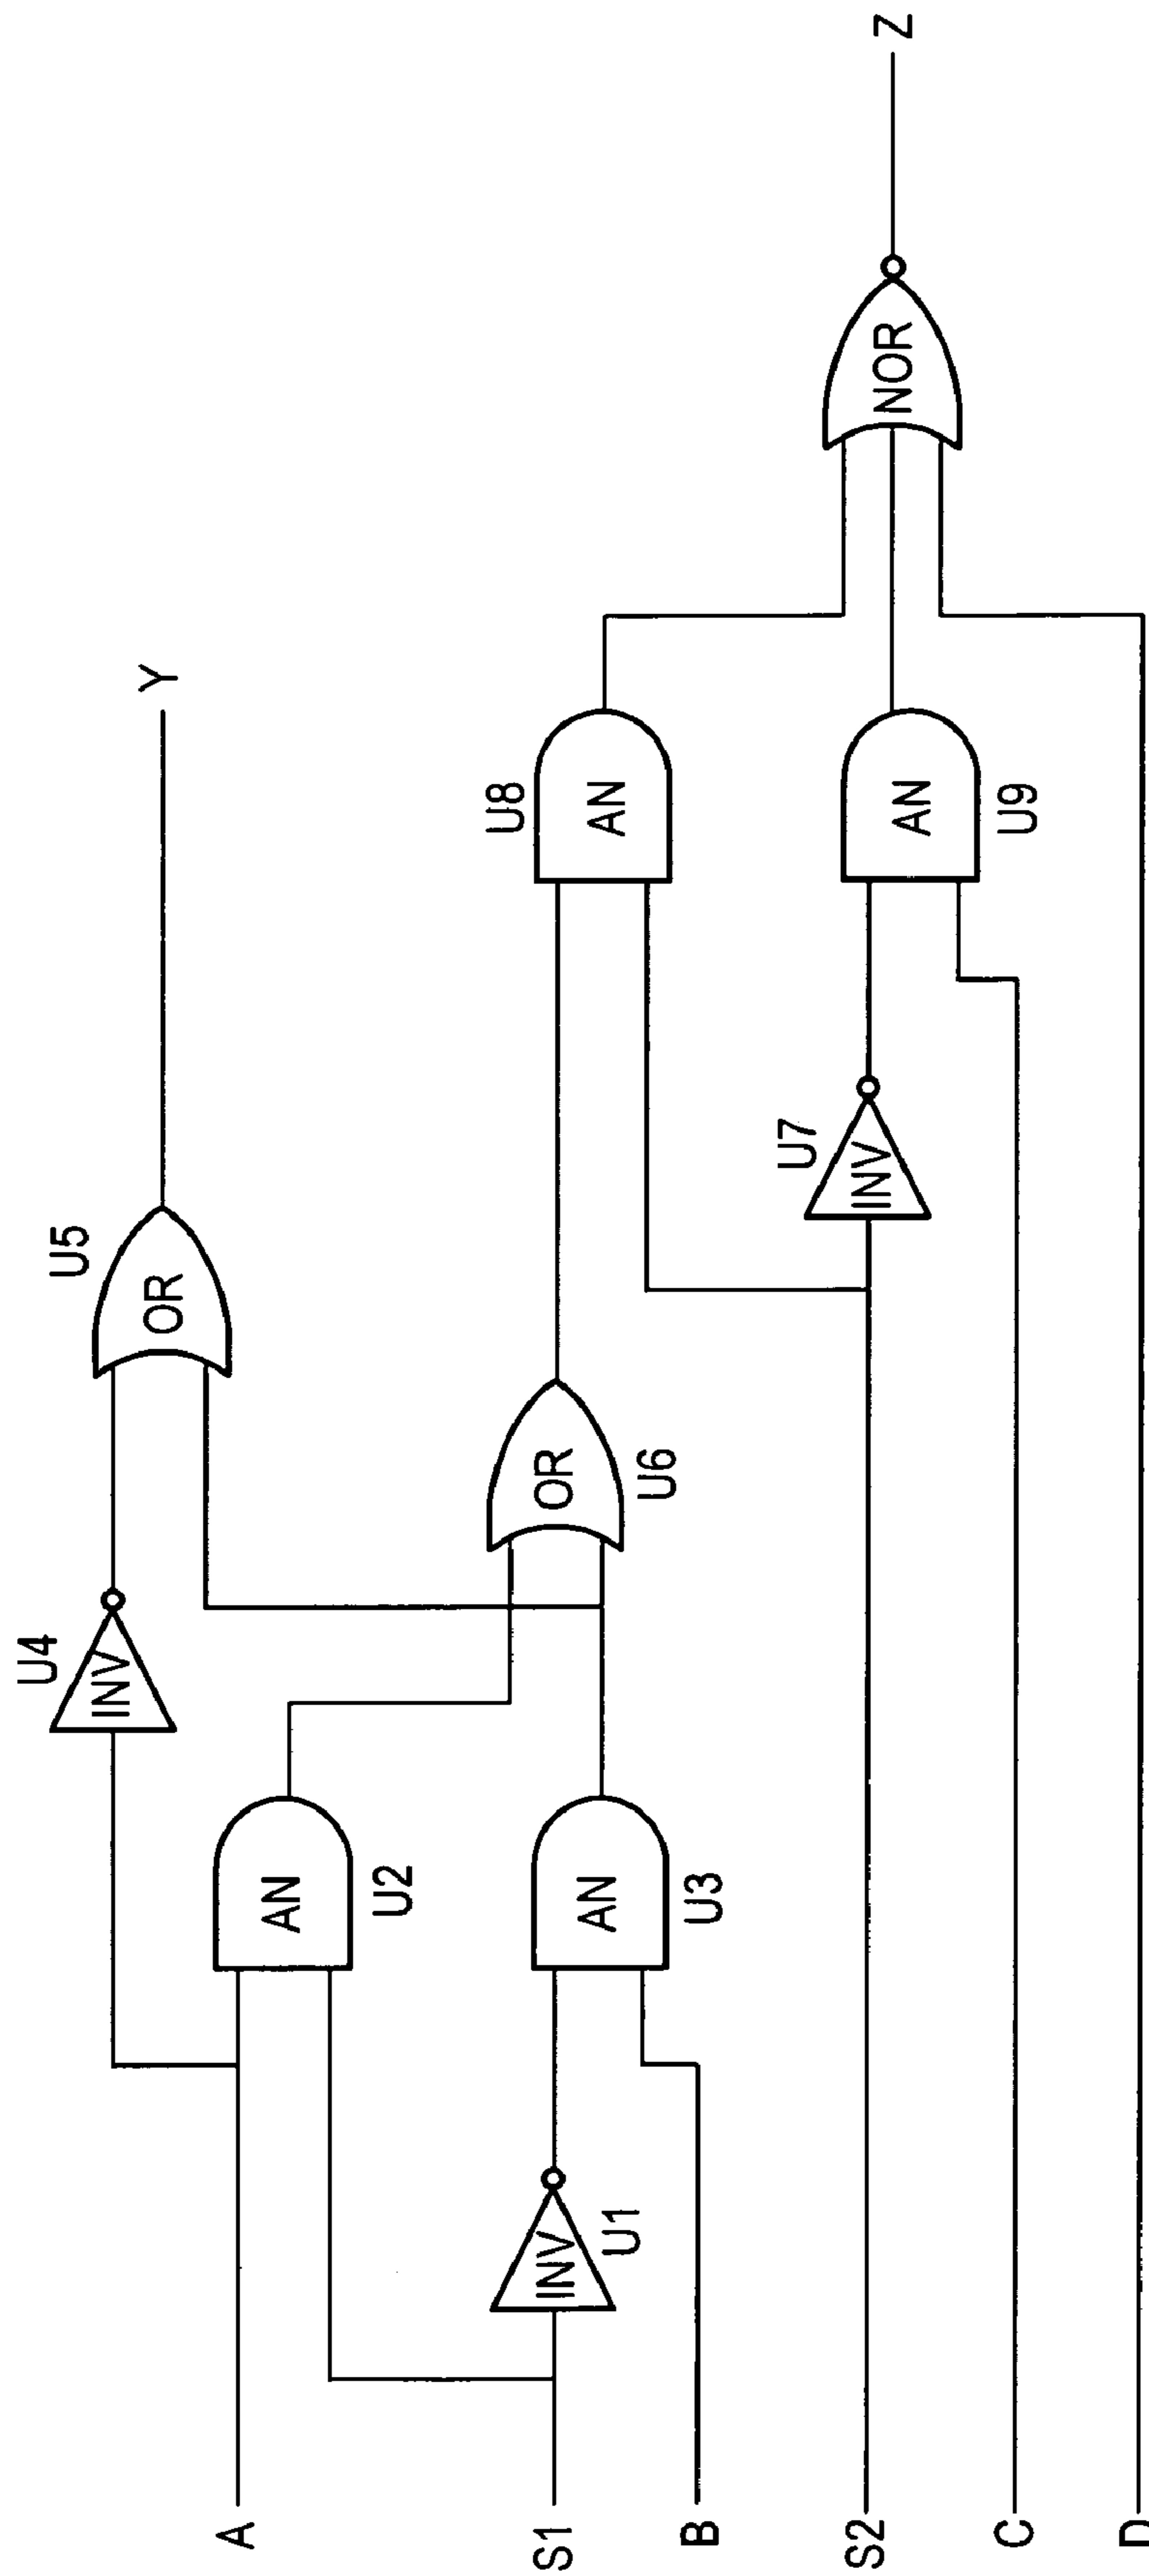 A
S1
B
S2
C
D
INV
U1
AN
U2
AN
U3
INV
U4
OR
U5
OR
U6
INV
U7
AN
U8
AN
U9
NOR
Y
Z